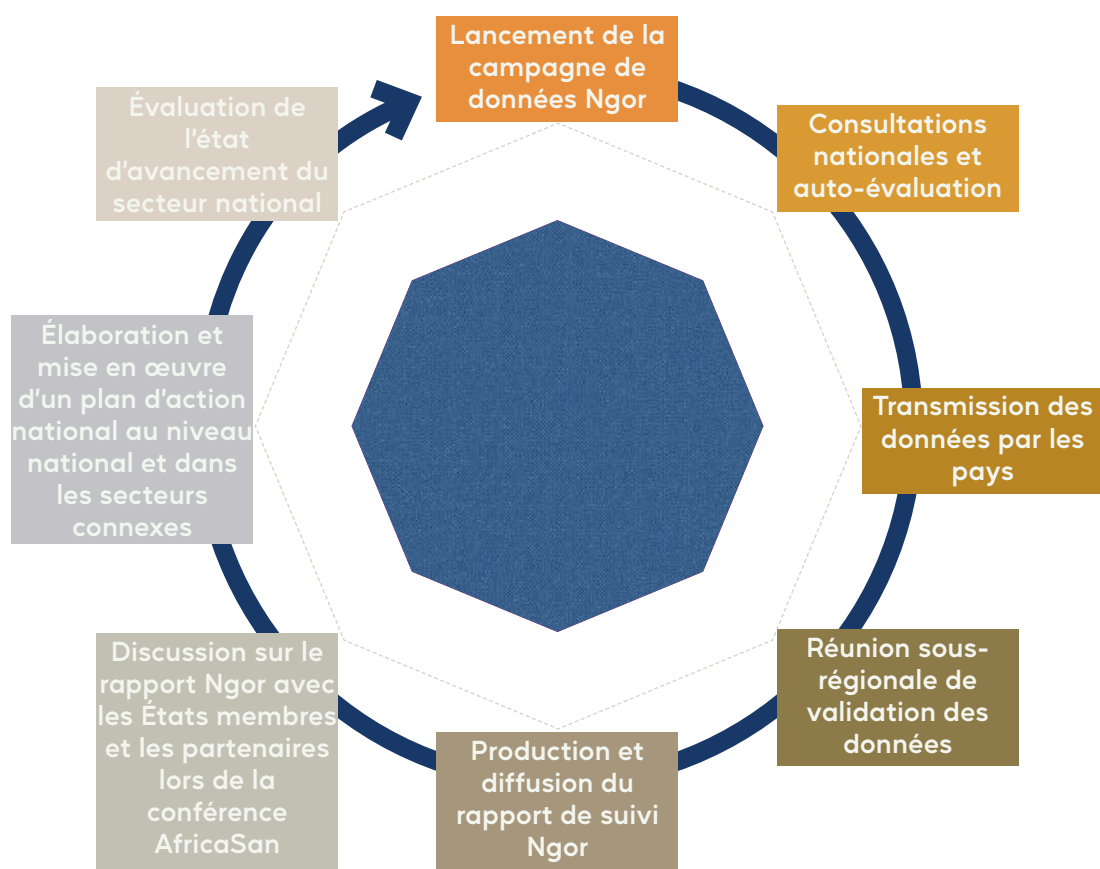 Lancement de la
campagne de
données Ngor
Consultations
nationales et
auto-évaluation
Transmission des
données par les
pays
Réunion sous-
régionale de
validation des
données
Production et
diffusion du
rapport de suivi
Ngor
Discussion sur le
rapport Ngor avec
les États membres
et les partenaires
lors de la
conférence
AfricaSan
Élaboration et
mise en œuvre
d'un plan d'action
national au niveau
national et dans
les secteurs
connexes
Évaluation de
l'état
d'avancement du
secteur national